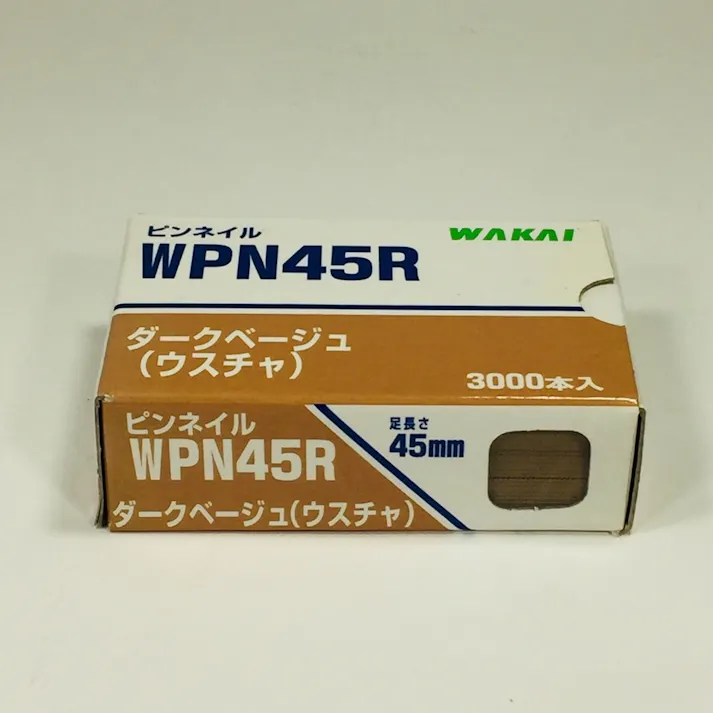 ピンネイル
WAKAI
WPN45R
ダークベージュ
(ウスチャ)
3000本入
ピンネイル
WPN45R
ダークベージュ(ウスチャ)
足長さ
45mm